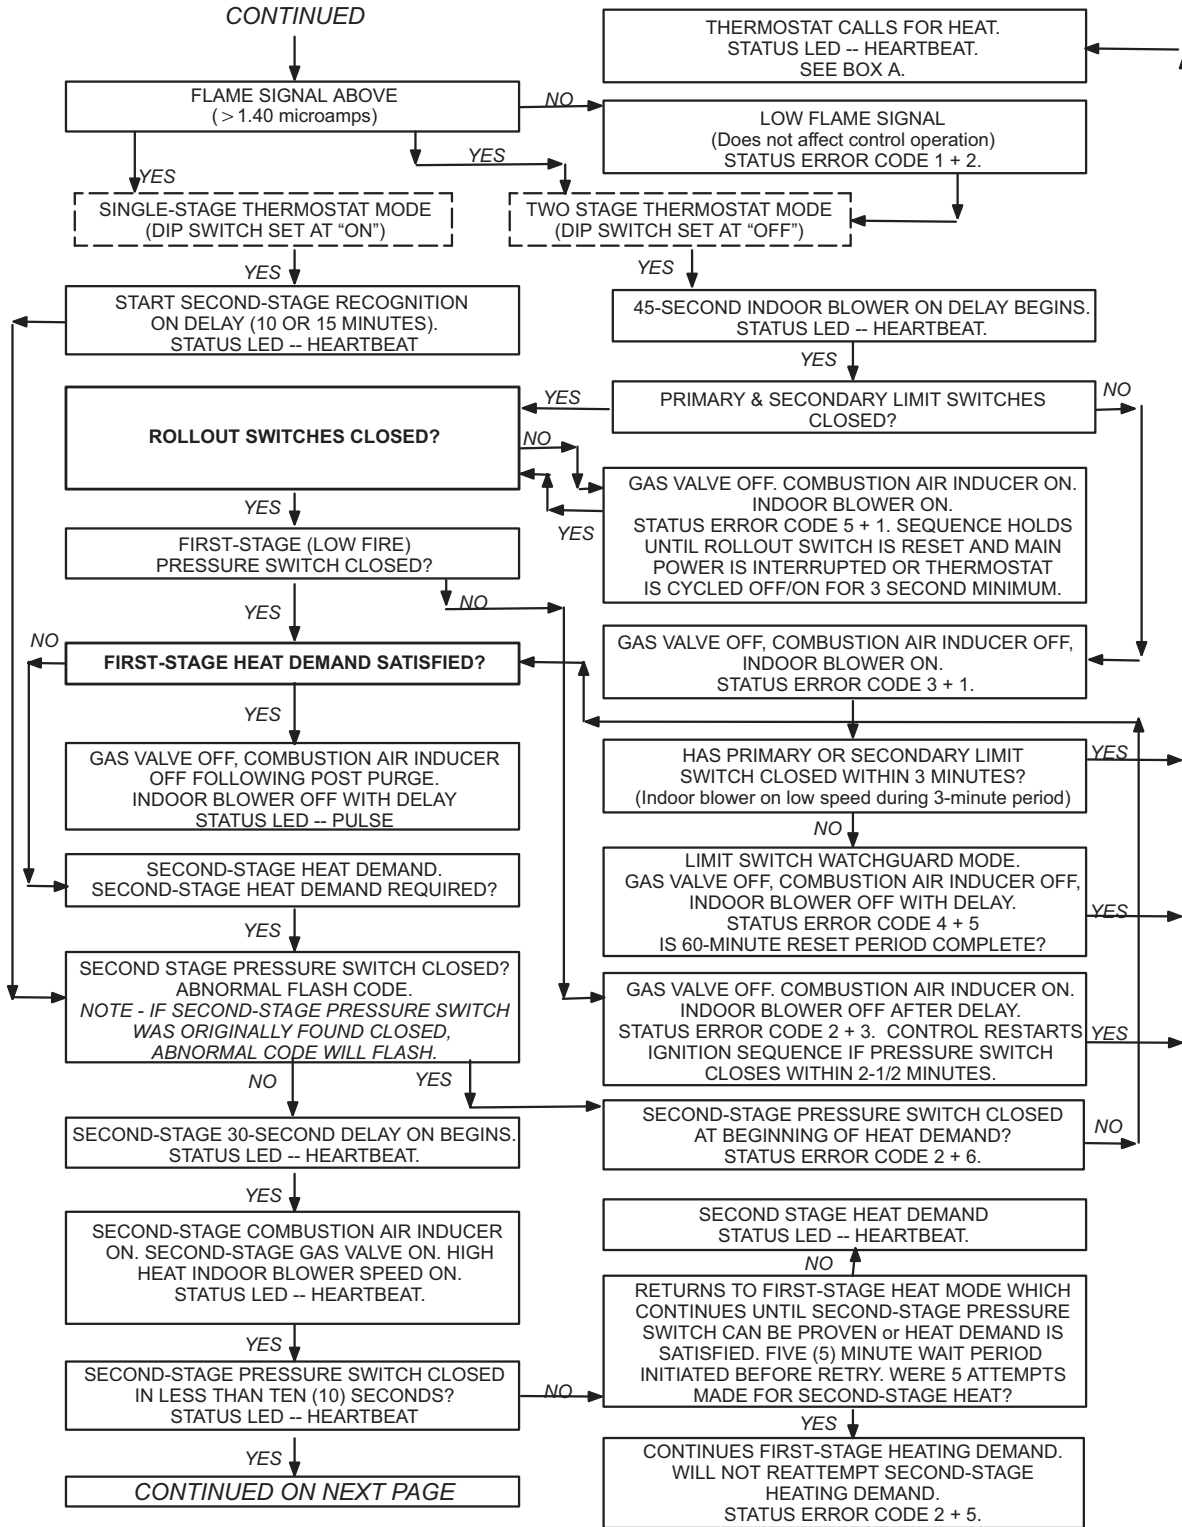 CONTINUED
THERMOSTAT CALLS FOR HEAT.
STATUS LED -- HEARTBEAT.
SEE BOX A.
FLAME SIGNAL ABOVE
(>1.40 microamps)
NO
LOW FLAME SIGNAL
(Does not affect control operation)
STATUS ERROR CODE 1 + 2.
YES
YES
SINGLE-STAGE THERMOSTAT MODE
(DIP SWITCH SET AT “ON”)
TWO STAGE THERMOSTAT MODE
(DIP SWITCH SET AT “OFF”)
YES
YES
START SECOND-STAGE RECOGNITION
ON DELAY (10 OR 15 MINUTES).
STATUS LED -- HEARTBEAT
45-SECOND INDOOR BLOWER ON DELAY BEGINS.
STATUS LED -- HEARTBEAT.
YES
PRIMARY & SECONDARY LIMIT SWITCHES
CLOSED?
YES
NO
ROLLOUT SWITCHES CLOSED?
NO
YES
GAS VALVE OFF. COMBUSTION AIR INDUCER ON.
INDOOR BLOWER ON.
STATUS ERROR CODE 5 + 1. SEQUENCE HOLDS
UNTIL ROLLOUT SWITCH IS RESET AND MAIN
POWER IS INTERRUPTED OR THERMOSTAT
IS CYCLED OFF/ON FOR 3 SECOND MINIMUM.
YES
FIRST-STAGE (LOW FIRE)
PRESSURE SWITCH CLOSED?
NO
YES
NO
FIRST-STAGE HEAT DEMAND SATISFIED?
GAS VALVE OFF, COMBUSTION AIR INDUCER OFF,
INDOOR BLOWER ON.
STATUS ERROR CODE 3 + 1.
YES
GAS VALVE OFF, COMBUSTION AIR INDUCER
OFF FOLLOWING POST PURGE.
INDOOR BLOWER OFF WITH DELAY
STATUS LED -- PULSE
HAS PRIMARY OR SECONDARY LIMIT
SWITCH CLOSED WITHIN 3 MINUTES?
(Indoor blower on low speed during 3-minute period)
YES
NO
SECOND-STAGE HEAT DEMAND.
SECOND-STAGE HEAT DEMAND REQUIRED?
LIMIT SWITCH WATCHGUARD MODE.
GAS VALVE OFF, COMBUSTION AIR INDUCER OFF,
INDOOR BLOWER OFF WITH DELAY.
STATUS ERROR CODE 4 + 5
IS 60-MINUTE RESET PERIOD COMPLETE?
YES
YES
SECOND STAGE PRESSURE SWITCH CLOSED?
ABNORMAL FLASH CODE.
NOTE - IF SECOND-STAGE PRESSURE SWITCH
WAS ORIGINALLY FOUND CLOSED,
ABNORMAL CODE WILL FLASH.
GAS VALVE OFF. COMBUSTION AIR INDUCER ON.
INDOOR BLOWER OFF AFTER DELAY.
STATUS ERROR CODE 2 + 3. CONTROL RESTARTS
IGNITION SEQUENCE IF PRESSURE SWITCH
CLOSES WITHIN 2-1/2 MINUTES.
YES
NO
YES
SECOND-STAGE PRESSURE SWITCH CLOSED
AT BEGINNING OF HEAT DEMAND?
STATUS ERROR CODE 2 + 6.
NO
SECOND-STAGE 30-SECOND DELAY ON BEGINS.
STATUS LED -- HEARTBEAT.
YES
SECOND-STAGE COMBUSTION AIR INDUCER
ON. SECOND-STAGE GAS VALVE ON. HIGH
HEAT INDOOR BLOWER SPEED ON.
STATUS LED -- HEARTBEAT.
SECOND STAGE HEAT DEMAND
STATUS LED -- HEARTBEAT.
NO
RETURNS TO FIRST-STAGE HEAT MODE WHICH
CONTINUES UNTIL SECOND-STAGE PRESSURE
SWITCH CAN BE PROVEN or HEAT DEMAND IS
SATISFIED. FIVE (5) MINUTE WAIT PERIOD
INITIATED BEFORE RETRY. WERE 5 ATTEMPTS
MADE FOR SECOND-STAGE HEAT?
YES
SECOND-STAGE PRESSURE SWITCH CLOSED
IN LESS THAN TEN (10) SECONDS?
STATUS LED -- HEARTBEAT
NO
YES
YES
CONTINUED ON NEXT PAGE
CONTINUES FIRST-STAGE HEATING DEMAND.
WILL NOT REATTEMPT SECOND-STAGE
HEATING DEMAND.
STATUS ERROR CODE 2 + 5.